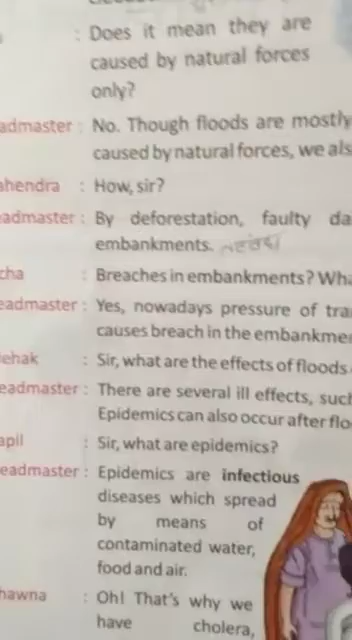 : Does it mean they are
caused by natural forces
only?
admaster : No. Though floods are mostly
caused by natural forces, we als
ahendra : How, sir?
eadmaster : By deforestation, faulty da
embankments.
cha : Breaches in embankments? Wha
eadmaster : Yes, nowadays pressure of tra
causes breach in the embankme
ehak : Sir, what are the effects of floods
eadmaster : There are several ill effects, such
Epidemics can also occur after flo
apil : Sir, what are epidemics?
eadmaster : Epidemics are infectious
diseases which spread
by means of
contaminated water,
food and air.
hawna : Oh! That's why we
have cholera,